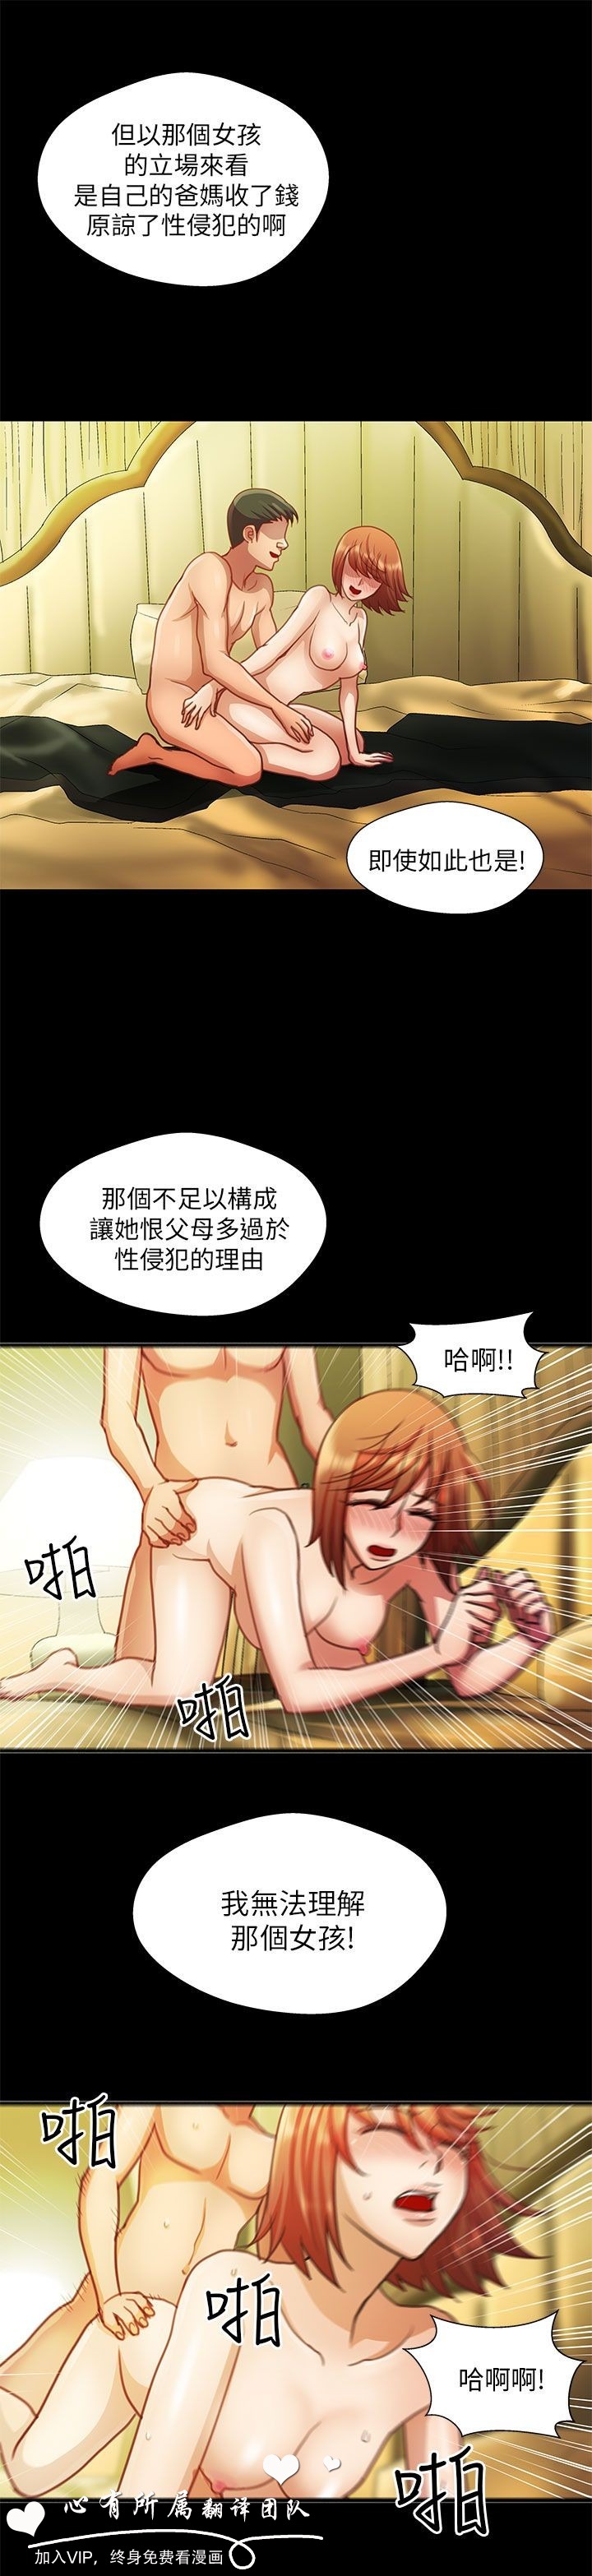 但以那個女孩
的立場來看
是自己的爸媽收了錢
原諒了性侵犯的啊
即使如此也是!
那個不足以構成
讓她恨父母多過於
性侵犯的理由
哈啊!!
啪
啪
我無法理解
那個女孩!
啪
啪
哈啊啊!
啪
心有所属翻译团队
加入VIP，终身免费看漫画